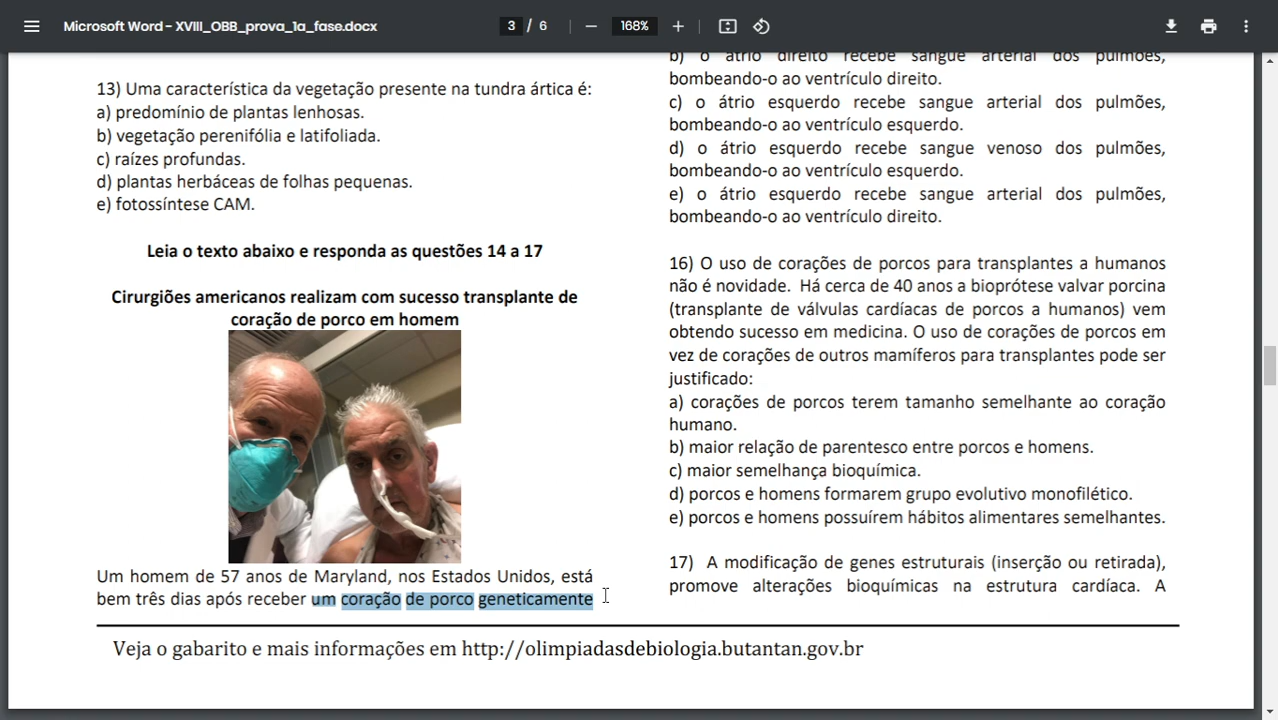 Microsoft Word - XVIII_OBB_prova_1a_fase.docx
3 / 6
168%
13) Uma característica da vegetação presente na tundra ártica é:
a) predomínio de plantas lenhosas.
b) vegetação perenifólia e latifoliada.
c) raízes profundas.
d) plantas herbáceas de folhas pequenas.
e) fotossíntese CAM.
Leia o texto abaixo e responda as questões 14 a 17
Cirurgiões americanos realizam com sucesso transplante de
coração de porco em homem
Um homem de 57 anos de Maryland, nos Estados Unidos, está
bem três dias após receber um coração de porco geneticamente
b) o átrio direito recebe sangue arterial dos pulmões,
bombeando-o ao ventrículo direito.
c) o átrio esquerdo recebe sangue arterial dos pulmões,
bombeando-o ao ventrículo esquerdo.
d) o átrio esquerdo recebe sangue venoso dos pulmões,
bombeando-o ao ventrículo esquerdo.
e) o átrio esquerdo recebe sangue arterial dos pulmões,
bombeando-o ao ventrículo direito.
16) O uso de corações de porcos para transplantes a humanos
não é novidade. Há cerca de 40 anos a bioprótese valvar porcina
(transplante de válvulas cardíacas de porcos a humanos) vem
obtendo sucesso em medicina. O uso de corações de porcos em
vez de corações de outros mamíferos para transplantes pode ser
justificado:
a) corações de porcos terem tamanho semelhante ao coração
humano.
b) maior relação de parentesco entre porcos e homens.
c) maior semelhança bioquímica.
d) porcos e homens formarem grupo evolutivo monofilético.
e) porcos e homens possuírem hábitos alimentares semelhantes.
17) A modificação de genes estruturais (inserção ou retirada),
promove alterações bioquímicas na estrutura cardíaca. A
Veja o gabarito e mais informações em http://olimpiadasdebiologia.butantan.gov.br